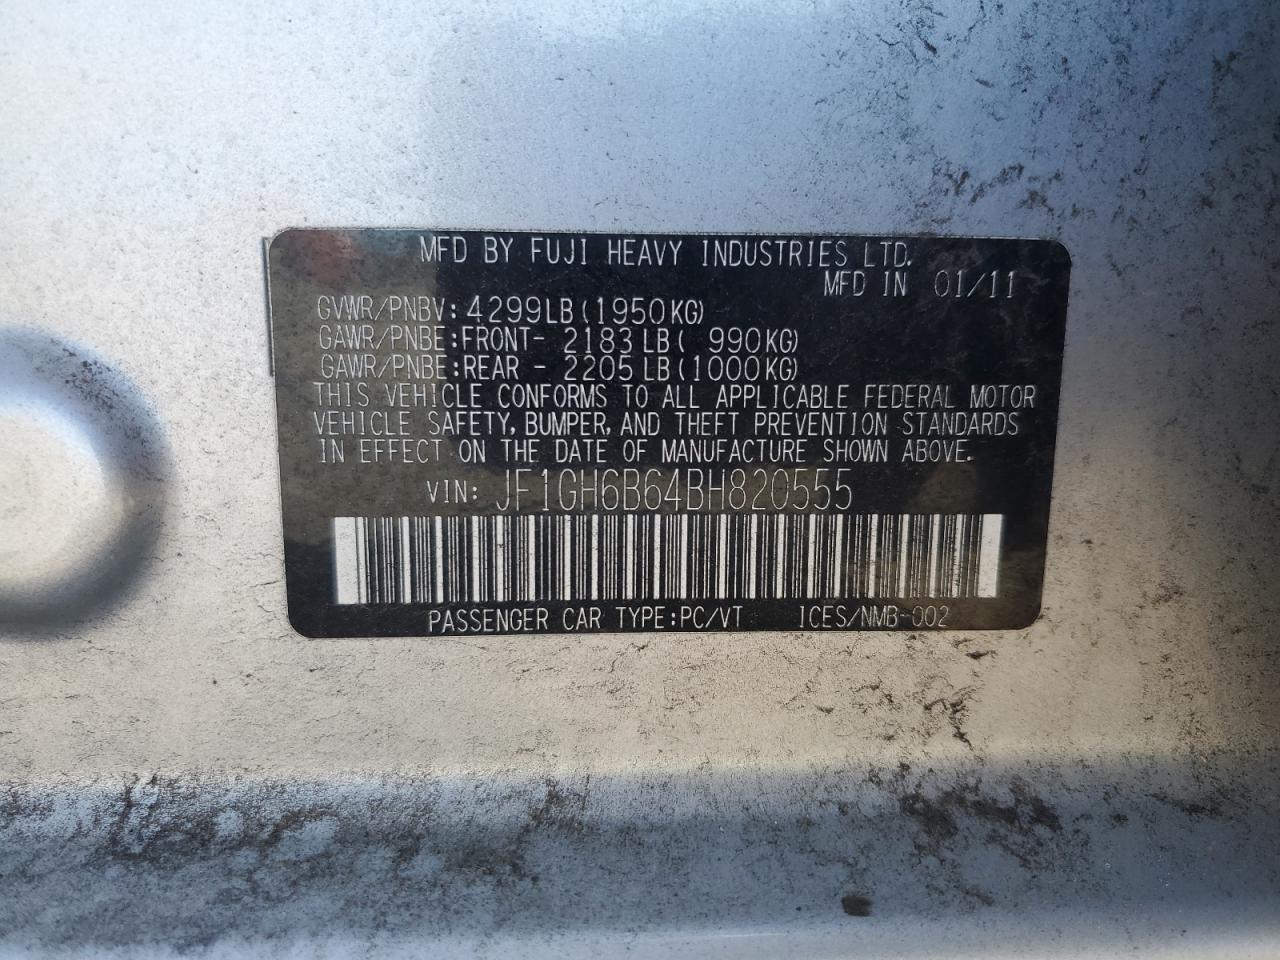 MFD BY FUJI HEAVY INDUSTRIES LTD.
MFD IN 01/11
GVWR/PNBV: 4299LB(1950KG)
GAWR/PNBE:FRONT- 2183LB( 990KG)
GAWR/PNBE:REAR - 2205LB(1000KG)
THIS VEHICLE CONFORMS TO ALL APPLICABLE FEDERAL MOTOR
VEHICLE SAFETY, BUMPER, AND THEFT PREVENTION STANDARDS
IN EFFECT ON THE DATE OF MANUFACTURE SHOWN ABOVE.
VIN: JF1GH6B64BH820555
PASSENGER CAR TYPE:PC/VT ICES/NMB-002